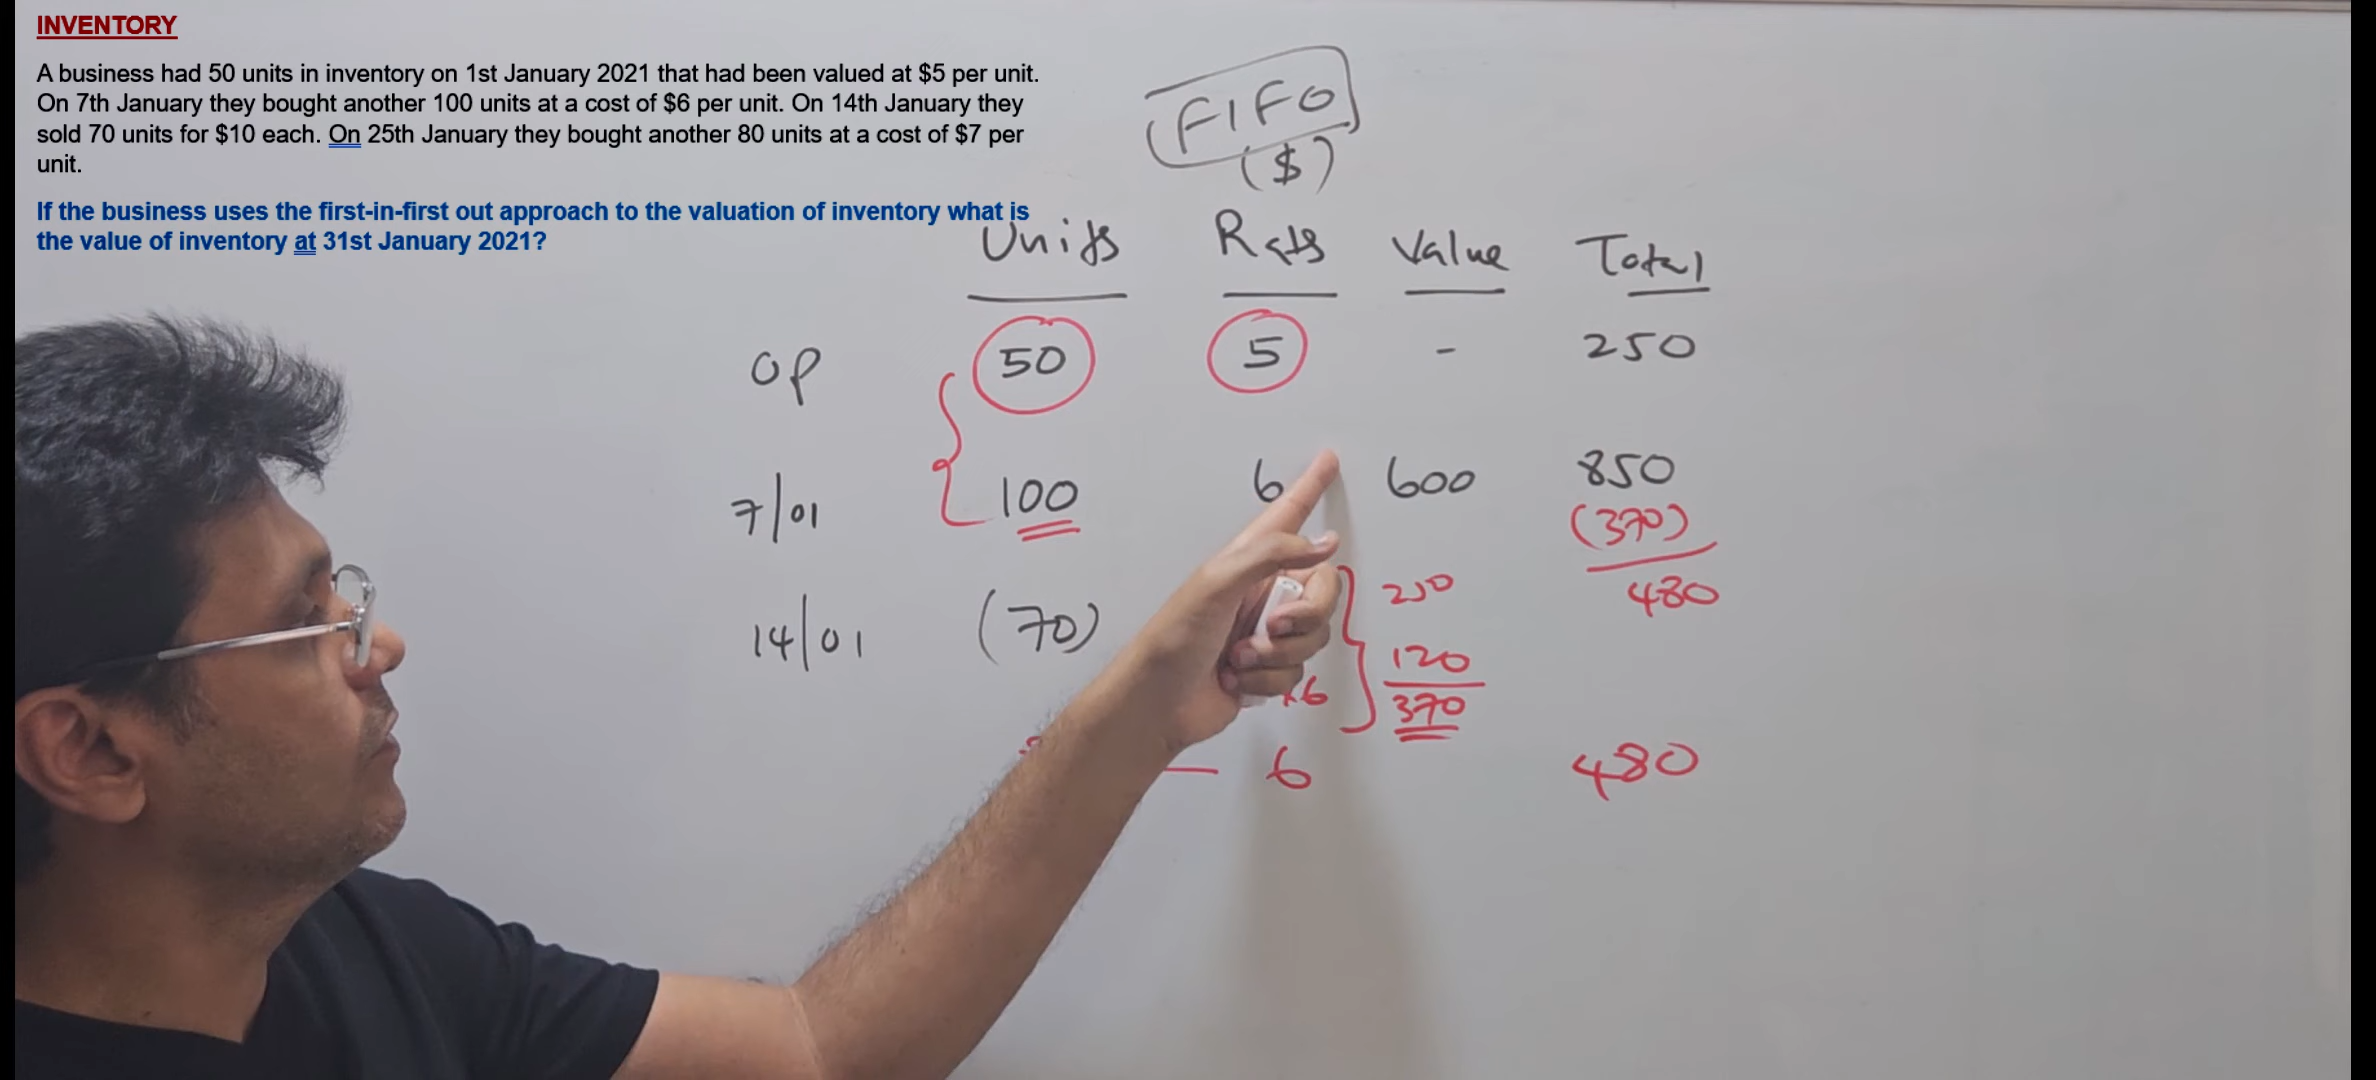 INVENTORY
A business had 50 units in inventory on 1st January 2021 that had been valued at $5 per unit.
On 7th January they bought another 100 units at a cost of $6 per unit. On 14th January they
sold 70 units for $10 each. On 25th January they bought another 80 units at a cost of $7 per
unit.
If the business uses the first-in-first out approach to the valuation of inventory what is
the value of inventory at 31st January 2021?
FIFO
($)
Units Value Total
OP 50 5 - 250
7/01 100 6 600 850
(370)
480
14/01 (70) 250
120
x6
370
6 480